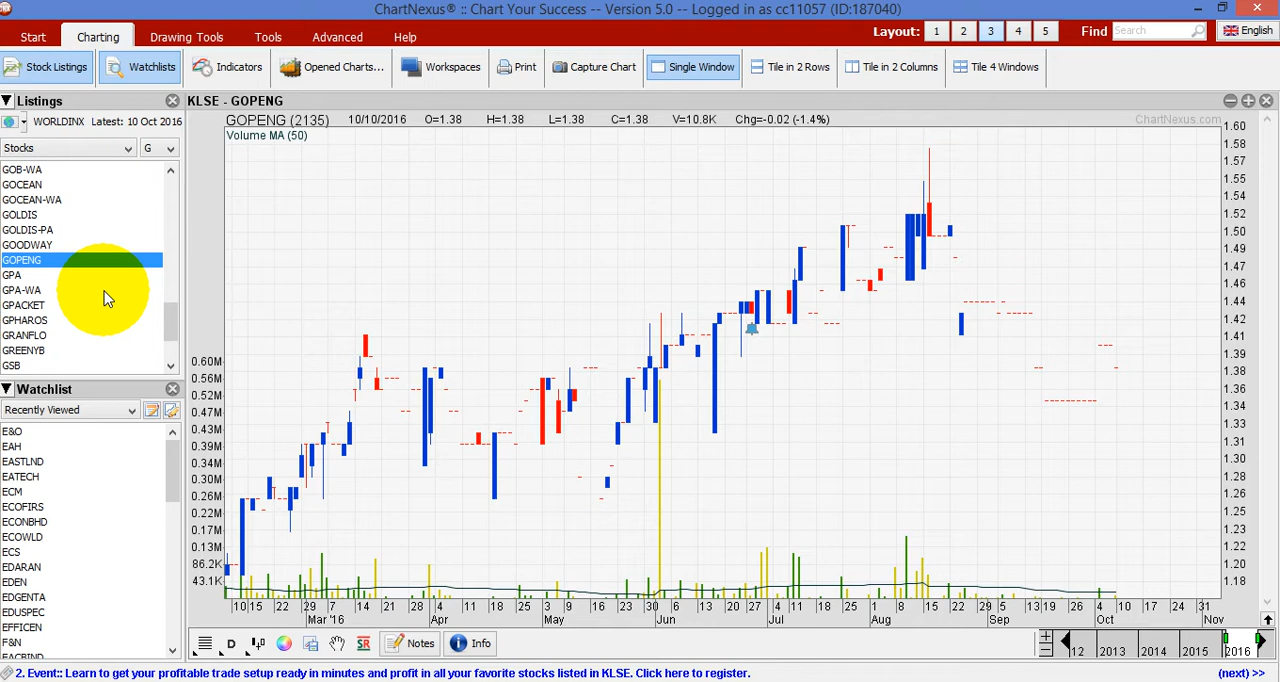 ChartNexus® :: Chart Your Success -- Version 5.0 -- Logged in as cc11057 (ID:187040)
Start Charting Drawing Tools Tools Advanced Help Layout: 1 2 3 4 5 Find Search English
Stock Listings Watchlists Indicators Opened Charts... Workspaces Print Capture Chart Single Window Tile in 2 Rows Tile in 2 Columns Tile 4 Windows
Listings
WORLDINX Latest: 10 Oct 2016
Stocks G
GOB-WA
GOCEAN
GOCEAN-WA
GOLDIS
GOLDIS-PA
GOODWAY
GOPENG
GPA
GPA-WA
GPACKET
GPHAROS
GRANFLO
GREENYB
GSB
Watchlist
Recently Viewed
E&O
EAH
EASTLND
EATECH
ECM
ECOFIRS
ECONBHD
ECOWLD
ECS
EDARAN
EDEN
EDGENTA
EDUSPEC
EFFICEN
F&N
FACBIND
KLSE - GOPENG
GOPENG (2135) 10/10/2016 O=1.38 H=1.38 L=1.38 C=1.38 V=10.8K Chg=-0.02 (-1.4%) ChartNexus.com
Volume MA (50)
1.60
1.58
1.57
1.55
1.54
1.52
1.50
1.49
1.47
1.46
1.44
1.42
1.41
1.39
1.38
1.36
1.34
1.33
1.31
1.30
1.28
1.26
1.25
1.23
1.22
1.20
1.18
0.60M
0.56M
0.52M
0.47M
0.43M
0.39M
0.34M
0.30M
0.26M
0.22M
0.17M
0.13M
86.2K
43.1K
10 15 22 29 7 14 21 28 4 11 18 25 3 9 16 23 30 6 13 20 27 4 11 18 25 1 8 15 22 29 5 13 19 26 4 10 17 24 31
Mar '16 Apr May Jun Jul Aug Sep Oct Nov
D SR Notes Info
12 2013 2014 2015 2016
2. Event:: Learn to get your profitable trade setup ready in minutes and profit in all your favorite stocks listed in KLSE. Click here to register. (next) >>